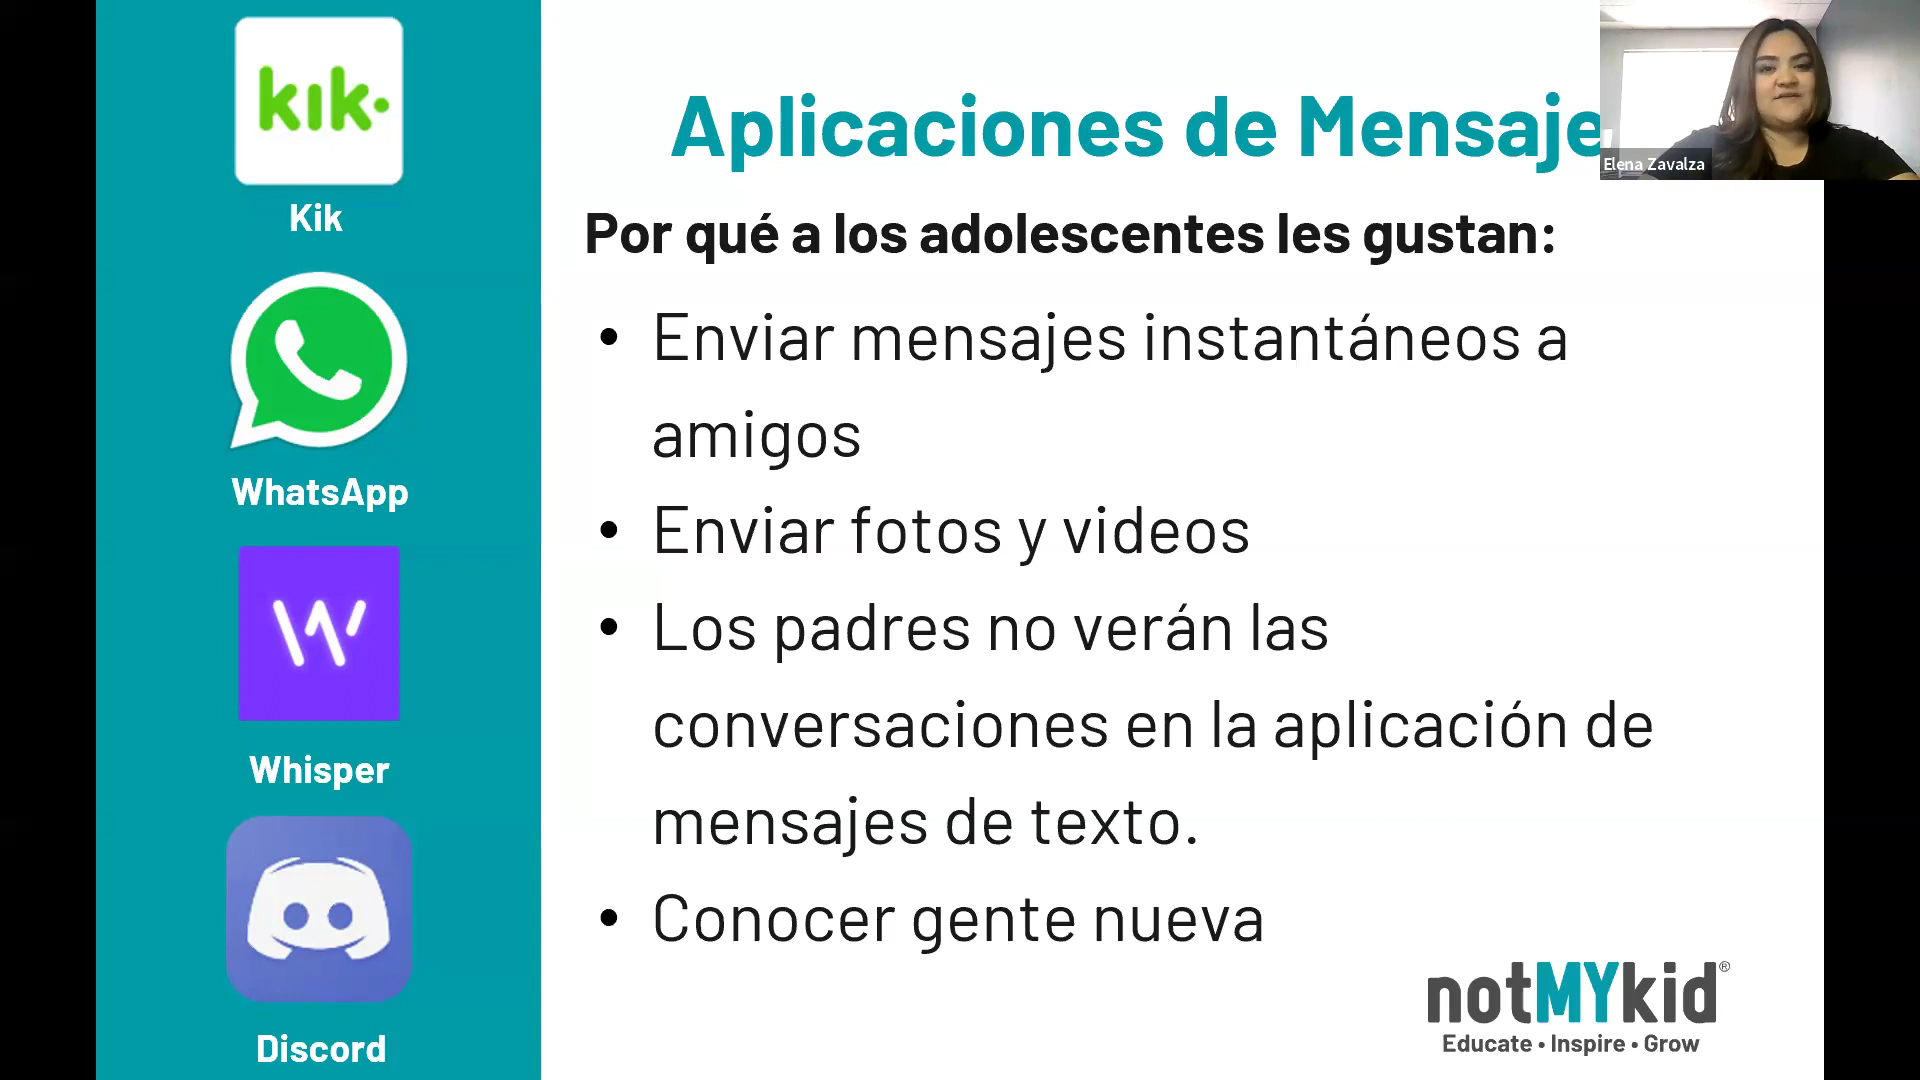 kik.
Kik
WhatsApp
Whisper
Discord
Aplicaciones de Mensaje
Por qué a los adolescentes les gustan:
• Enviar mensajes instantáneos a
amigos
• Enviar fotos y videos
• Los padres no verán las
conversaciones en la aplicación de
mensajes de texto.
• Conocer gente nueva
notMYkid®
Educate • Inspire • Grow
Elena Zavalza